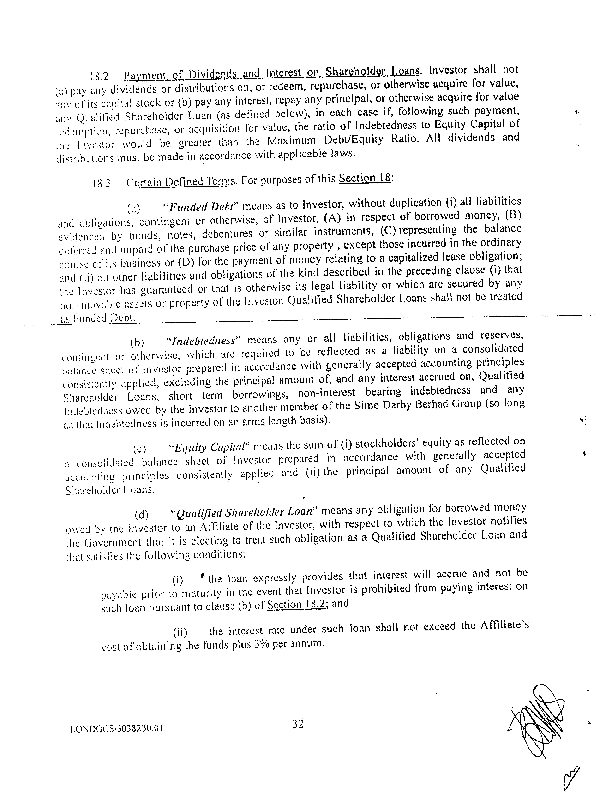 18.2 Payment of Dividends and Interest on Shareholder Loans. Investor shall not
(a) pay any dividends or distributions on, or redeem, repurchase, or otherwise acquire for value,
any of its capital stock or (b) pay any interest, repay any principal, or otherwise acquire for value
any Qualified Shareholder Loan (as defined below), in each case if, following such payment,
redemption, repurchase, or acquisition for value, the ratio of Indebtedness to Equity Capital of
the Investor would be greater than the Maximum Debt/Equity Ratio. All dividends and
distributions must be made in accordance with applicable laws.
18.3 Certain Defined Terms. For purposes of this Section 18:
(a) "Funded Debt" means as to Investor, without duplication (i) all liabilities
and obligations, contingent or otherwise, of Investor, (A) in respect of borrowed money, (B)
evidenced by bonds, notes, debentures or similar instruments, (C) representing the balance
deferred and unpaid of the purchase price of any property , except those incurred in the ordinary
course of its business or (D) for the payment of money relating to a capitalized lease obligation;
and (ii) all other liabilities and obligations of the kind described in the preceding clause (i) that
the Investor has guaranteed or that is otherwise its legal liability or which are secured by any
assets or property of the Investor. Qualified Shareholder Loans shall not be treated
as Funded Debt.
(b) "Indebtedness" means any or all liabilities, obligations and reserves,
contingent or otherwise, which are required to be reflected as a liability on a consolidated
balance sheet of investor prepared in accordance with generally accepted accounting principles
consistently applied, excluding the principal amount of, and any interest accrued on, Qualified
Shareholder Loans, short term borrowings, non-interest bearing indebtedness and any
Indebtedness owed by the Investor to another member of the Sime Darby Berhad Group (so long
as that Indebtedness is incurred on an arms length basis).
(c) "Equity Capital" means the sum of (i) stockholders' equity as reflected on
a consolidated balance sheet of Investor prepared in accordance with generally accepted
accounting principles consistently applied and (ii) the principal amount of any Qualified
Shareholder Loans.
(d) "Qualified Shareholder Loan" means any obligation for borrowed money
owed by the Investor to an Affiliate of the Investor, with respect to which the Investor notifies
the Government that it is electing to treat such obligation as a Qualified Shareholder Loan and
that satisfies the following conditions:
(i) the loan expressly provides that interest will accrue and not be
payable prior to maturity in the event that Investor is prohibited from paying interest on
such loan pursuant to clause (b) of Section 18.2; and
(ii) the interest rate under such loan shall not exceed the Affiliate's
cost of obtaining the funds plus 3% per annum.
32